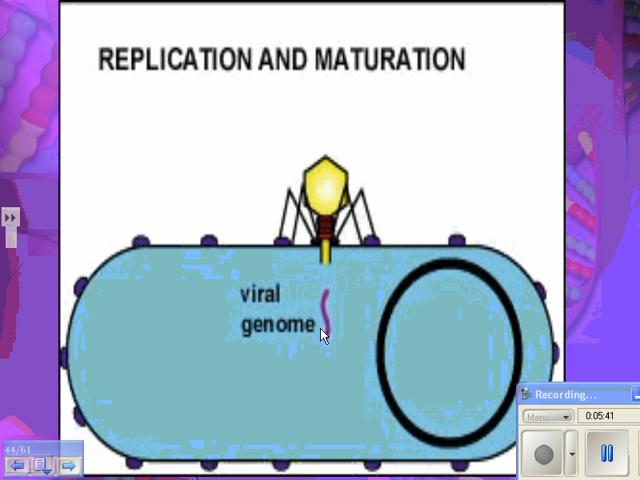 REPLICATION AND MATURATION
viral
genome
Recording...
Menu
0:05:41
44/61